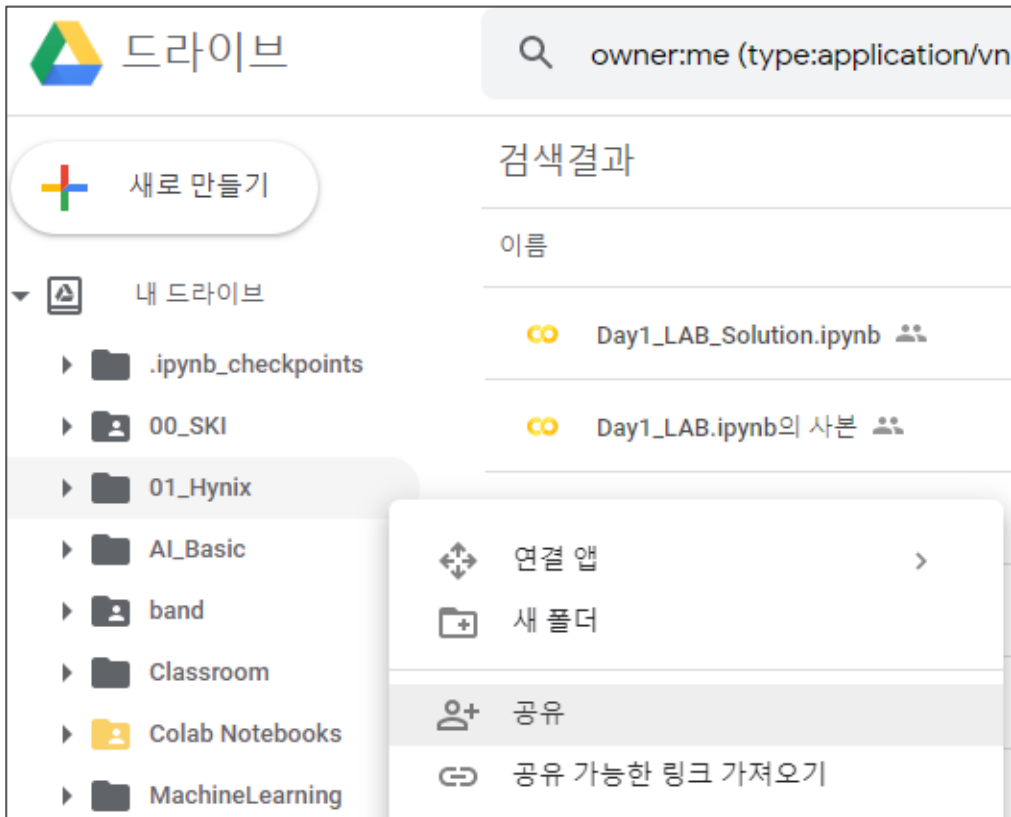 드라이브
owner:me (type:application/vn
새로 만들기
검색결과
이름
내 드라이브
Day1_LAB_Solution.ipynb
.ipynb_checkpoints
00_SKI
Day1_LAB.ipynb의 사본
01_Hynix
AI_Basic
연결 앱
band
새 폴더
Classroom
공유
Colab Notebooks
공유 가능한 링크 가져오기
MachineLearning